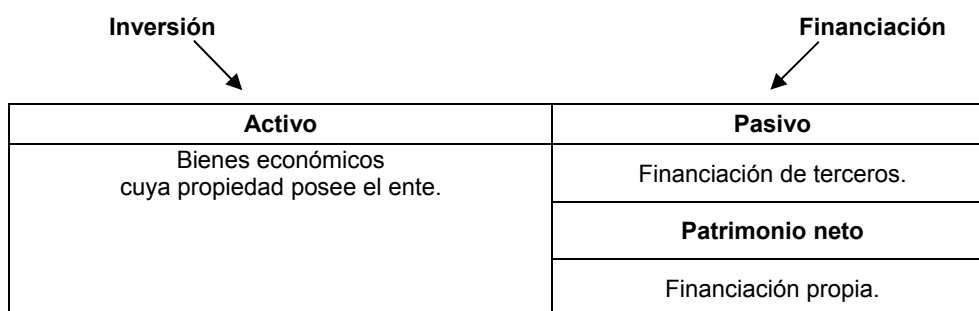 Inversión
Financiación
Activo
Pasivo
Bienes económicos
cuya propiedad posee el ente.
Financiación de terceros.
Patrimonio neto
Financiación propia.